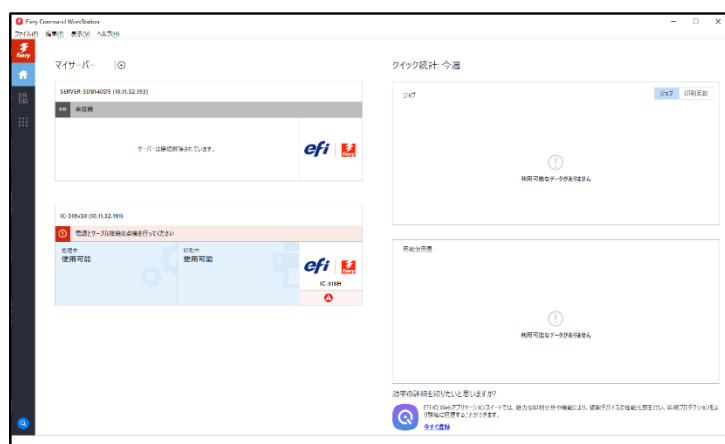 Fiery Command WorkStation
ファイル(F) 編集(E) 表示(V) ヘルプ(H)
fiery
マイサーバー
クイック統計: 今週
SERVER-3D8140D5 (10.11.32.193)
未接続
サーバーは接続解除されています。
efi
ジョブ
ジョブ 印刷面数
利用可能なデータがありません
IC-318v30 (10.11.32.191)
電源とケーブル接続の点検を行ってください
処理中
使用可能
印刷中
使用可能
efi
IC-318H
用紙使用量
利用可能なデータがありません
効率の詳細を知りたいと思いますか?
今すぐ登録